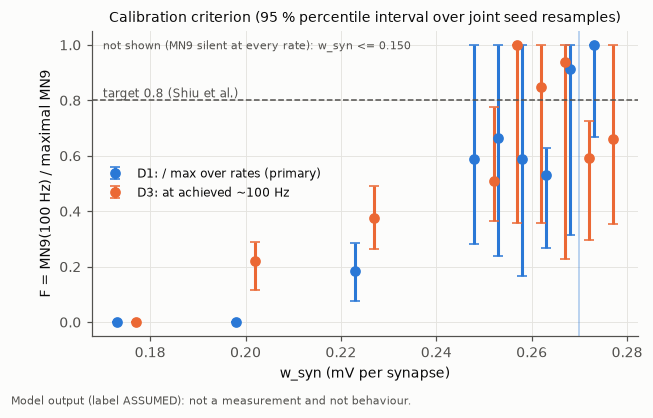 Calibration criterion (95 % percentile interval over joint seed resamples)
not shown (MN9 silent at every rate): w_syn <= 0.150
target 0.8 (Shiu et al.)
D1: / max over rates (primary)
D3: at achieved ~100 Hz
F = MN9(100 Hz) / maximal MN9
1.0
0.8
0.6
0.4
0.2
0.0
0.18
0.20
0.22
0.24
0.26
0.28
w_syn (mV per synapse)
Model output (label ASSUMED): not a measurement and not behaviour.